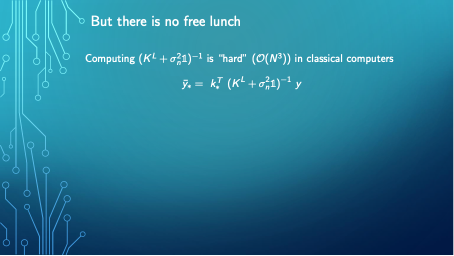 But there is no free lunch
Computing (K^L + σ_n^2 𝟙)^{-1} is "hard" (𝒪(N^3)) in classical computers
ȳ_* = k_*^T (K^L + σ_n^2 𝟙)^{-1} y